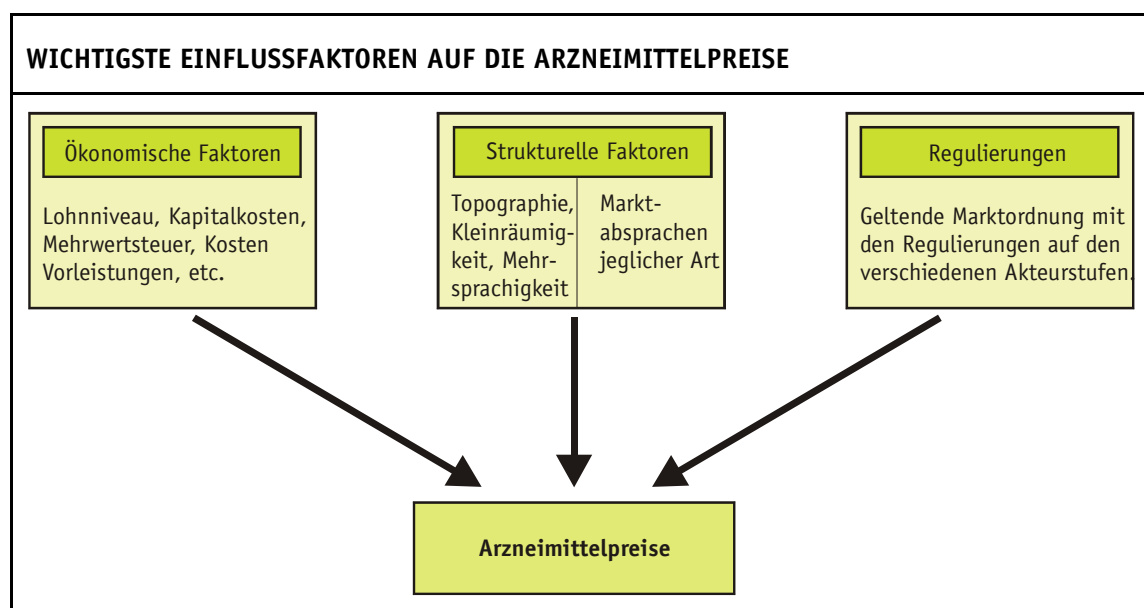 WICHTIGSTE EINFLUSSFAKTOREN AUF DIE ARZNEIMITTELPREISE
Ökonomische Faktoren
Lohnniveau, Kapitalkosten,
Mehrwertsteuer, Kosten
Vorleistungen, etc.
Strukturelle Faktoren
Topographie,
Kleinräumig-
keit, Mehr-
sprachigkeit
Markt-
absprachen
jeglicher Art
Regulierungen
Geltende Marktordnung mit
den Regulierungen auf den
verschiedenen Akteurstufen.
Arzneimittelpreise